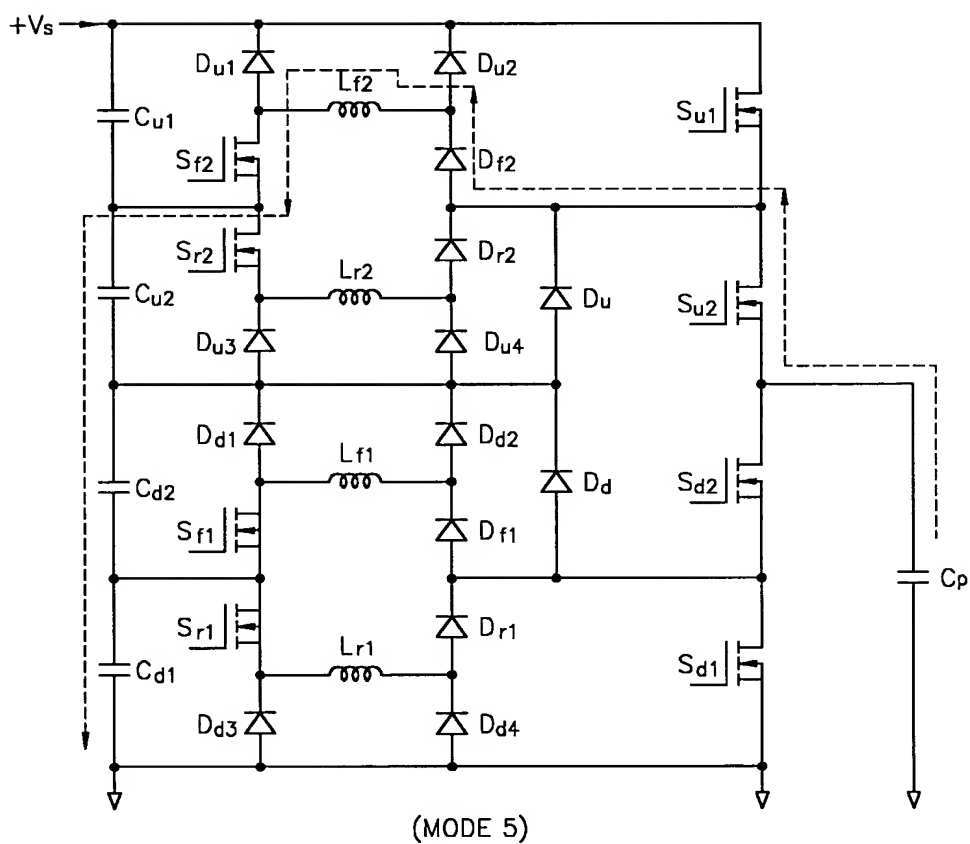 +Vs
Du1
Lf2
Du2
Cu1
Su1
Sf2
Df2
Sr2
Dr2
Lr2
Cu2
Du
Su2
Du3
Du4
Dd1
Dd2
Lf1
Cd2
Dd
Sd2
Sf1
Df1
Cp
Sr1
Dr1
Lr1
Cd1
Sd1
Dd3
Dd4
(MODE 5)